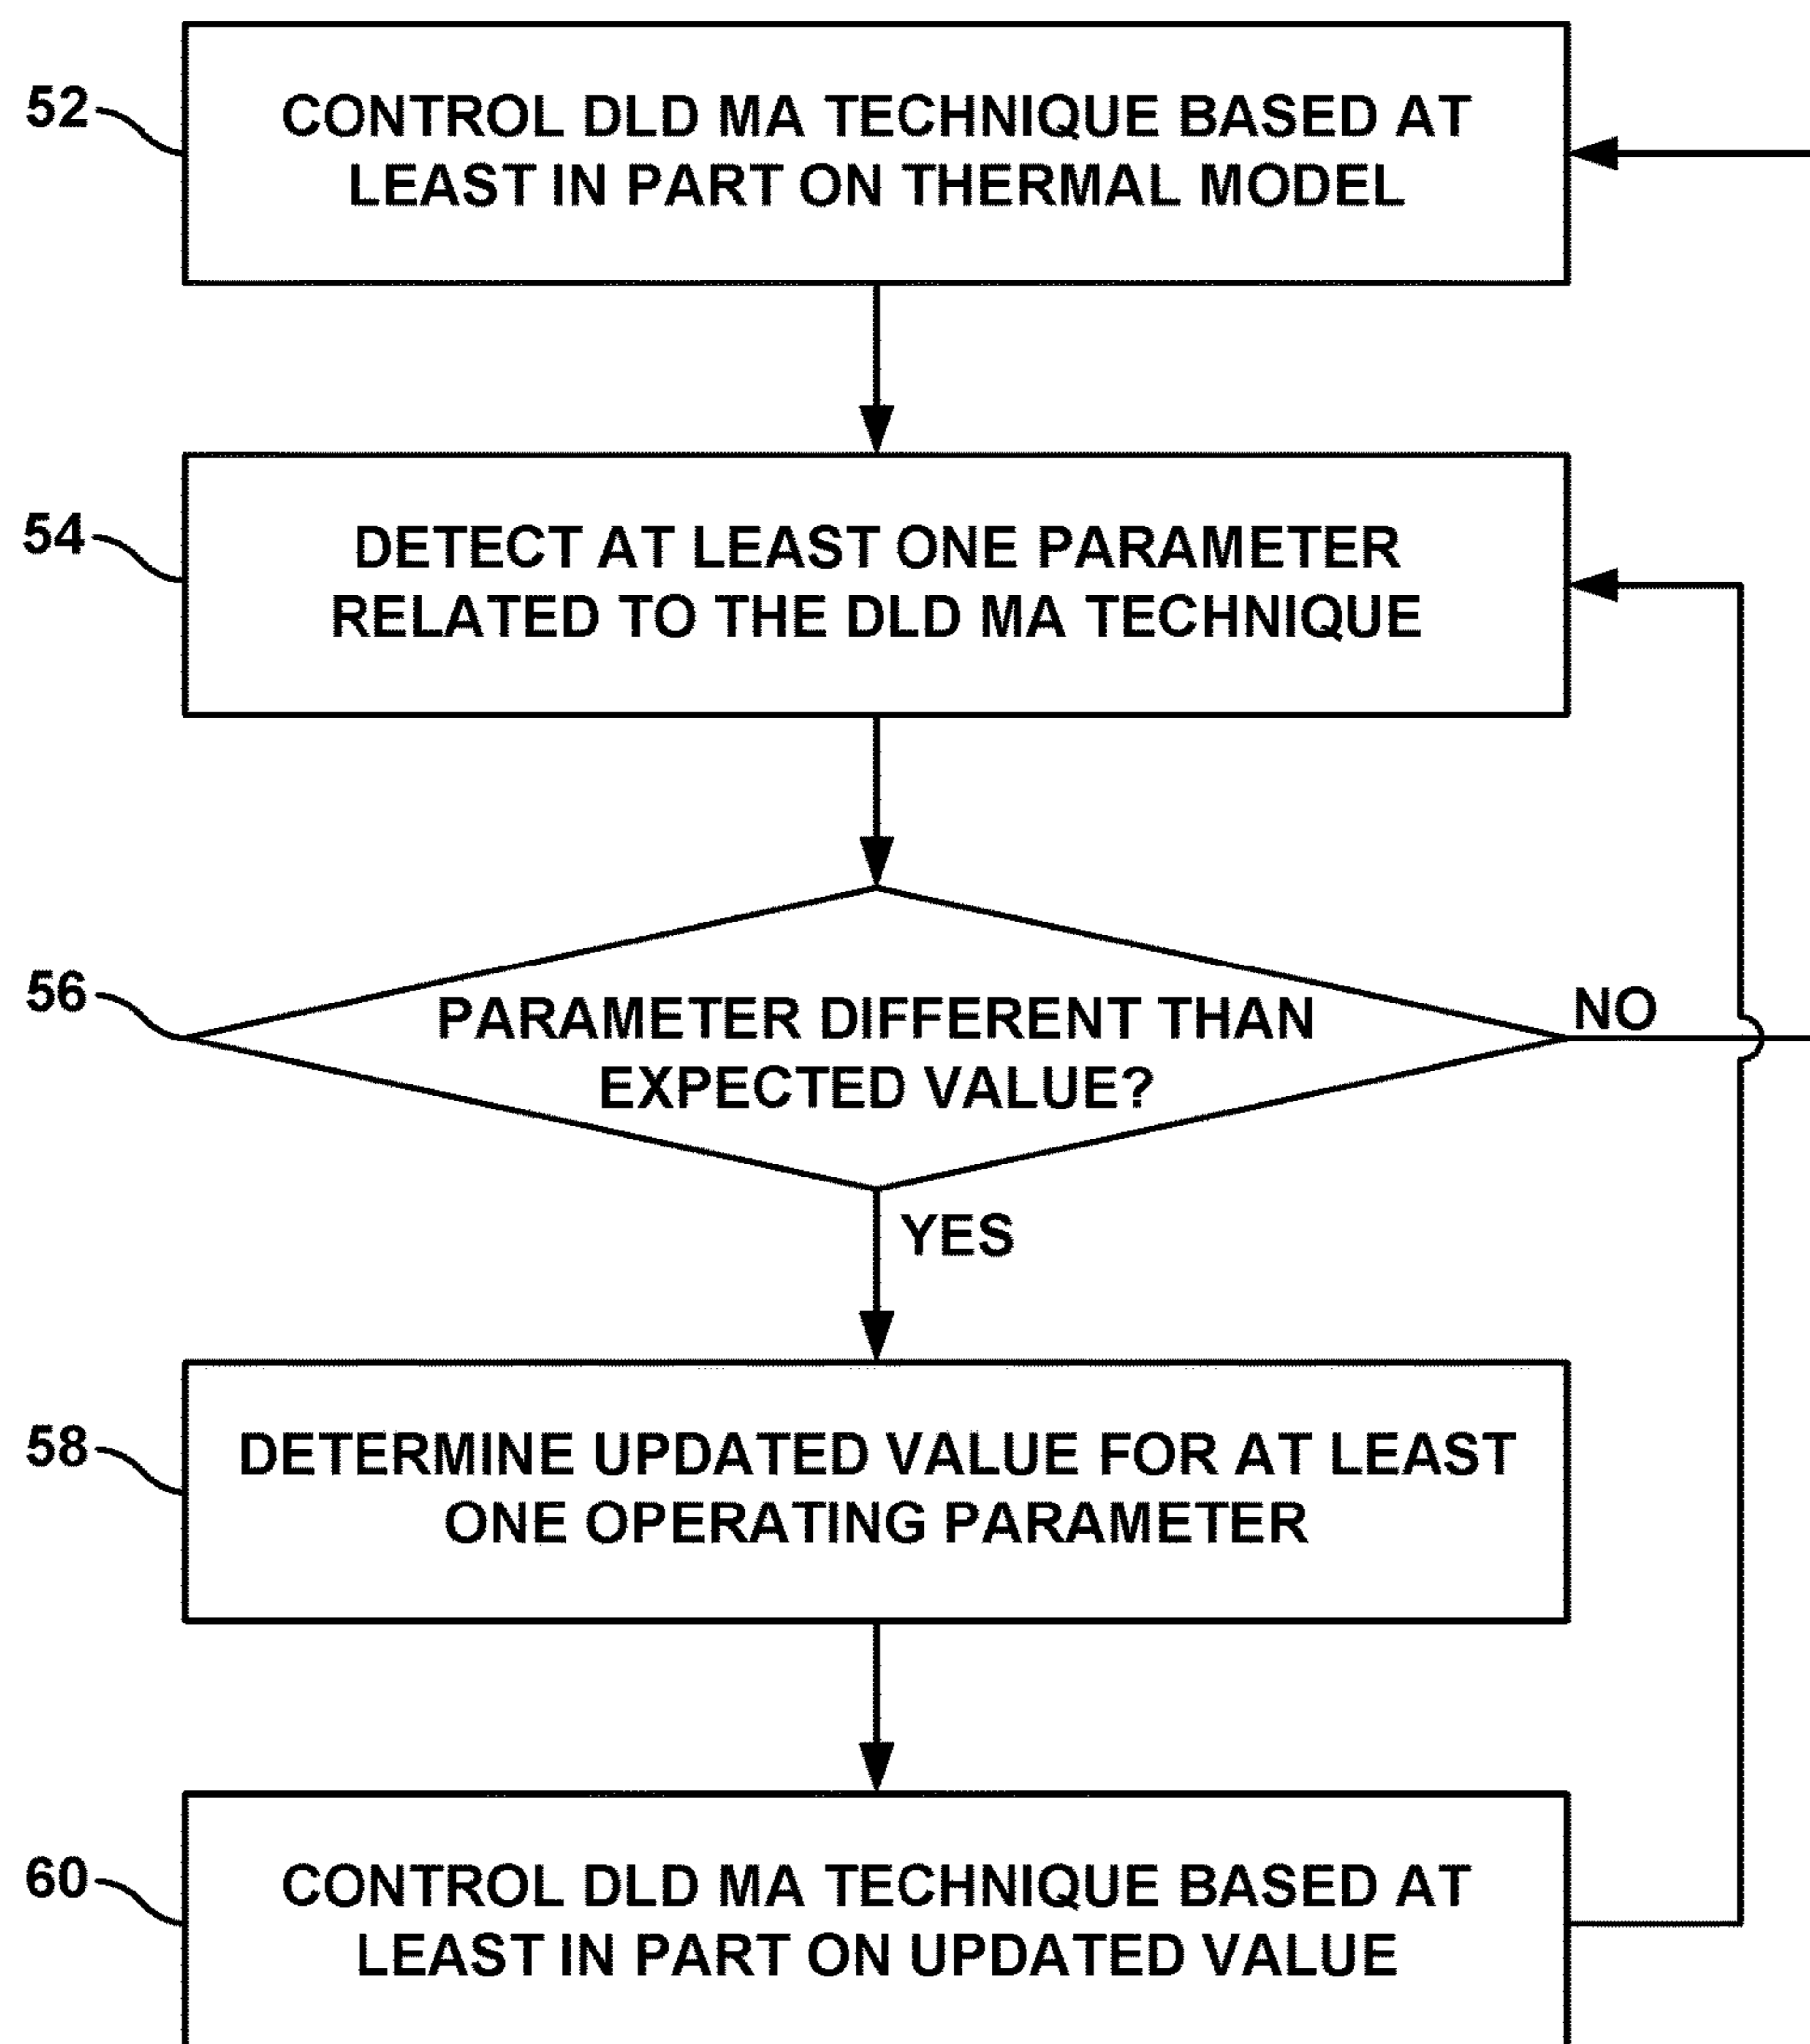 52
CONTROL DLD MA TECHNIQUE BASED AT
LEAST IN PART ON THERMAL MODEL
54
DETECT AT LEAST ONE PARAMETER
RELATED TO THE DLD MA TECHNIQUE
56
PARAMETER DIFFERENT THAN
EXPECTED VALUE?
NO
YES
58
DETERMINE UPDATED VALUE FOR AT LEAST
ONE OPERATING PARAMETER
60
CONTROL DLD MA TECHNIQUE BASED AT
LEAST IN PART ON UPDATED VALUE